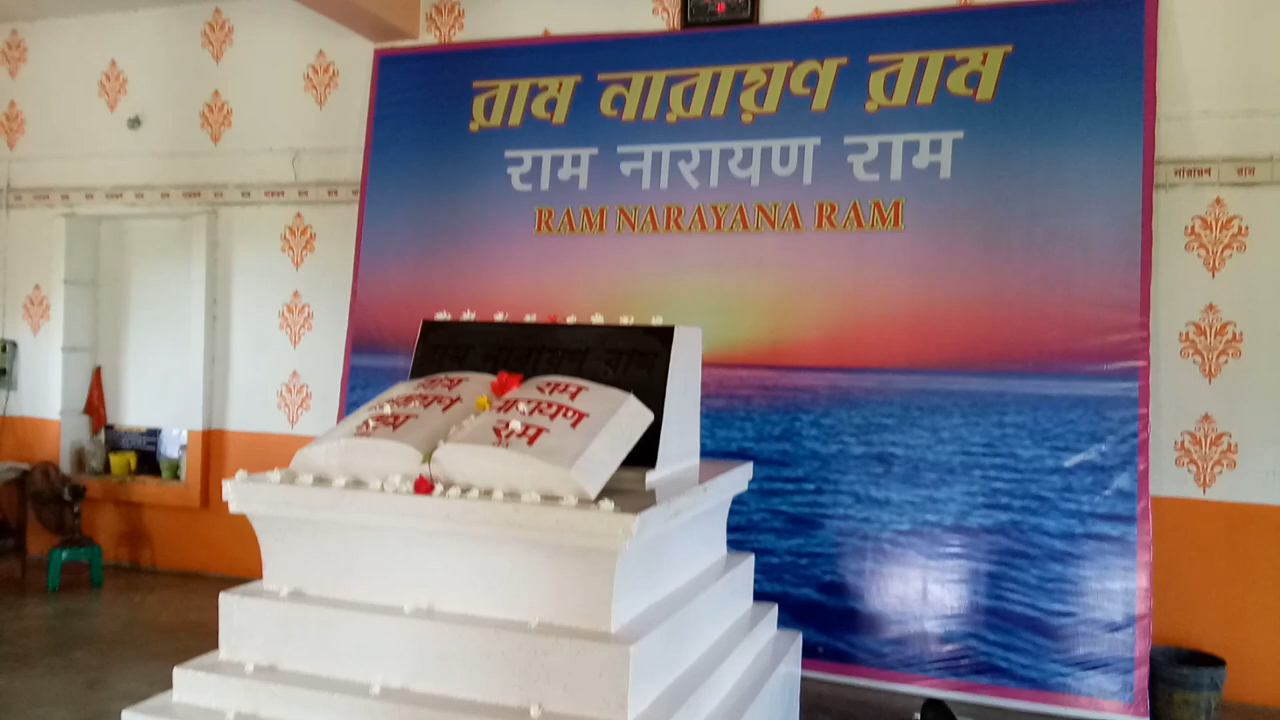 রাম নারায়ণ রাম
राम नारायण राम
RAM NARAYANA RAM
নারায়ণ রাম
রাম নারায়ণ রাম
রাম
নারায়ণ
রাম
राम
नारायण
राम